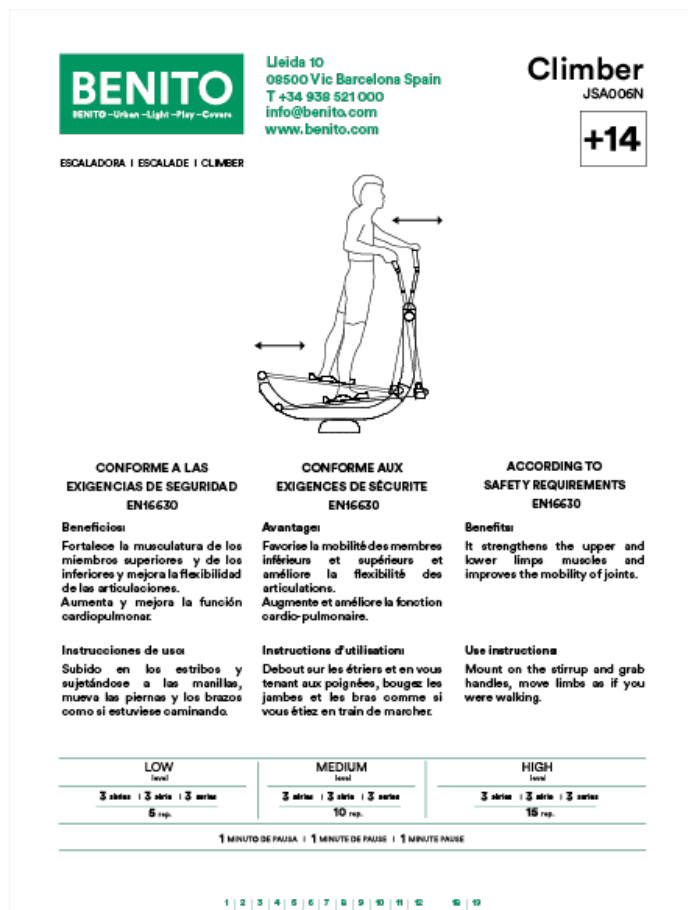 BENITO
BENITO -Urban -Light -Play -Covers
Lleida 10
08500 Vic Barcelona Spain
T +34 938 521 000
info@benito.com
www.benito.com
Climber
JSA006N
+14
ESCALADORA I ESCALADE I CLIMBER
CONFORME A LAS
EXIGENCIAS DE SEGURIDAD
EN16630
Beneficios:
Fortalece la musculatura de los
miembros superiores y de los
inferiores y mejora la flexibilidad
de las articulaciones.
Aumenta y mejora la función
cardiopulmonar.
Instrucciones de uso:
Subido en los estribos y
sujetándose a las manillas,
mueva las piernas y los brazos
como si estuviese caminando.
CONFORME AUX
EXIGENCES DE SÉCURITE
EN16630
Avantage:
Favorise la mobilité des membres
inférieurs et supérieurs et
améliore la flexibilité des
articulations.
Augmente et améliore la fonction
cardio-pulmonaire.
Instructions d'utilisation:
Debout sur les étriers et en vous
tenant aux poignées, bougez les
jambes et les bras comme si
vous étiez en train de marcher.
ACCORDING TO
SAFETY REQUIREMENTS
EN16630
Benefits:
It strengthens the upper and
lower limps muscles and
improves the mobility of joints.
Use instructions:
Mount on the stirrup and grab
handles, move limbs as if you
were walking.
LOW
level
3 séries I 3 série I 3 series
5 rep.
MEDIUM
level
3 séries I 3 série I 3 series
10 rep.
HIGH
level
3 séries I 3 série I 3 series
15 rep.
1 MINUTO DE PAUSA I 1 MINUTE DE PAUSE I 1 MINUTE PAUSE
1 | 2 | 3 | 4 | 5 | 6 | 7 | 8 | 9 | 10 | 11 | 12 18 | 19